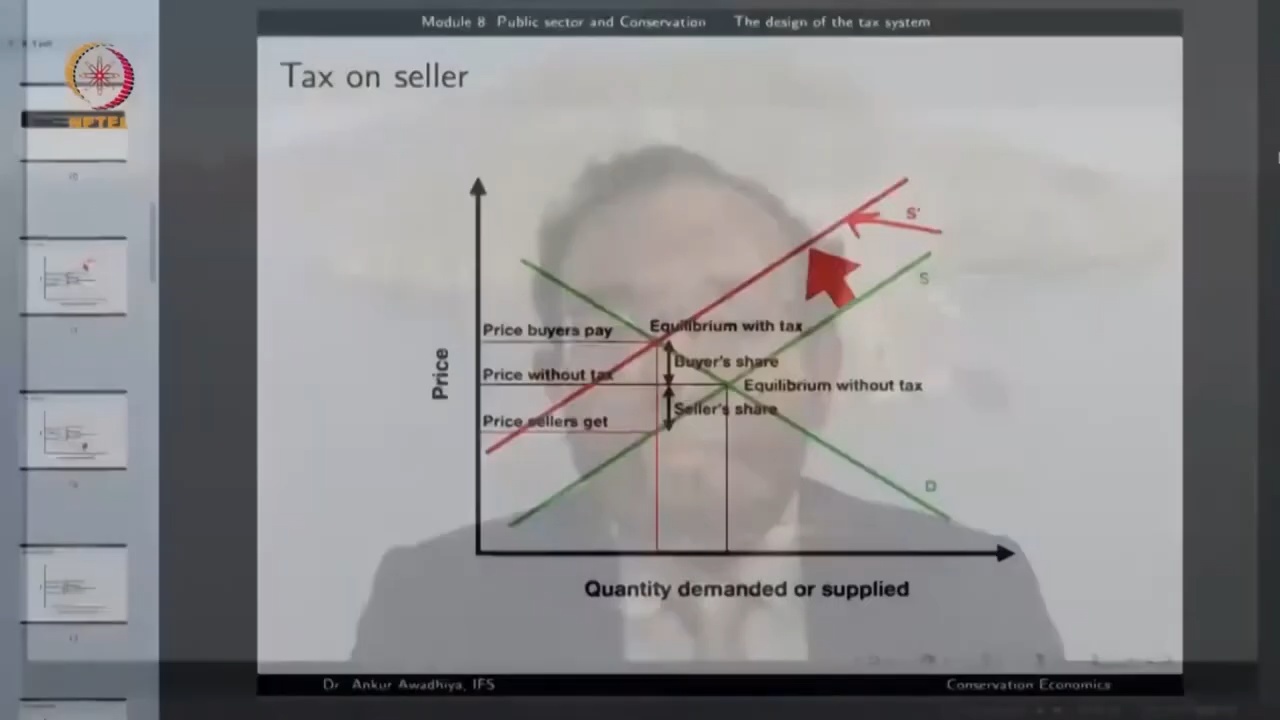 Module 8 Public sector and Conservation The design of the tax system
NPTEL
Tax on seller
S'
S
Price buyers pay
Equilibrium with tax
Buyer's share
Price without tax
Equilibrium without tax
Price
Seller's share
Price sellers get
D
Quantity demanded or supplied
Dr Ankur Awadhiya, IFS
Conservation Economics